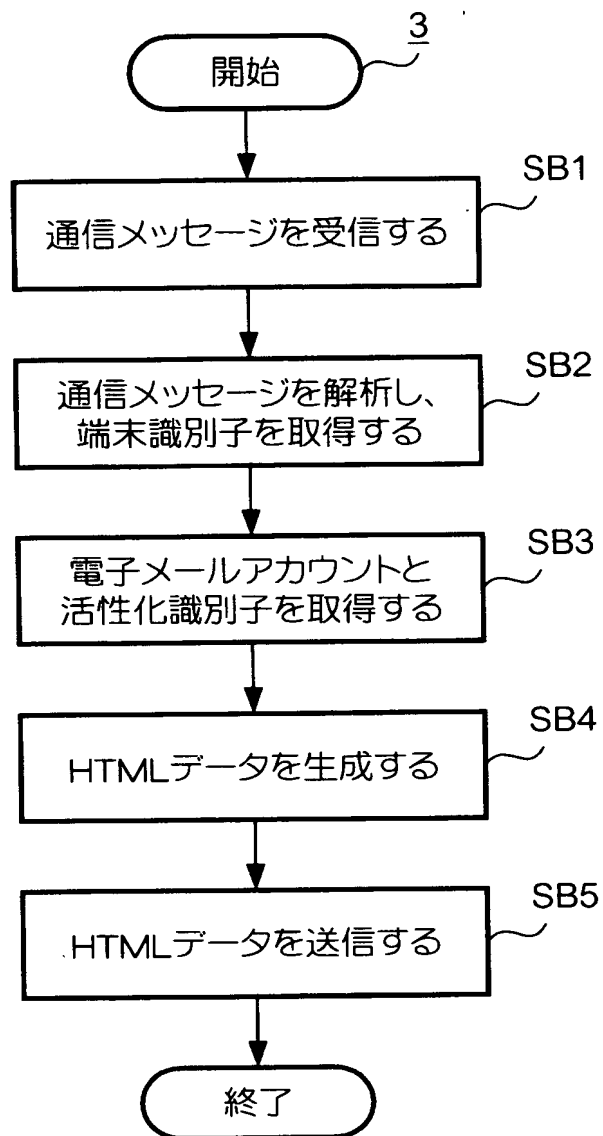 3
開始
SB1
通信メッセージを受信する
SB2
通信メッセージを解析し、
端末識別子を取得する
SB3
電子メールアカウントと
活性化識別子を取得する
SB4
HTMLデータを生成する
SB5
HTMLデータを送信する
終了